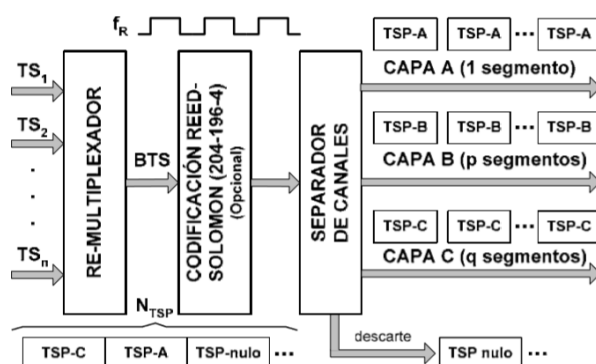 f_R
TSP-A TSP-A ... TSP-A
TS_1
CAPA A (1 segmento)
TS_2
TSP-B TSP-B ... TSP-B
BTS
CAPA B (p segmentos)
RE-MULTIPLEXADOR
CODIFICACIÓN REED-
SOLOMON (204-196-4)
(Opcional)
SEPARADOR
DE CANALES
TSP-C TSP-C ... TSP-C
TS_n
CAPA C (q segmentos)
N_TSP
descarte
TSP-C TSP-A TSP-nulo ...
TSP nulo ...